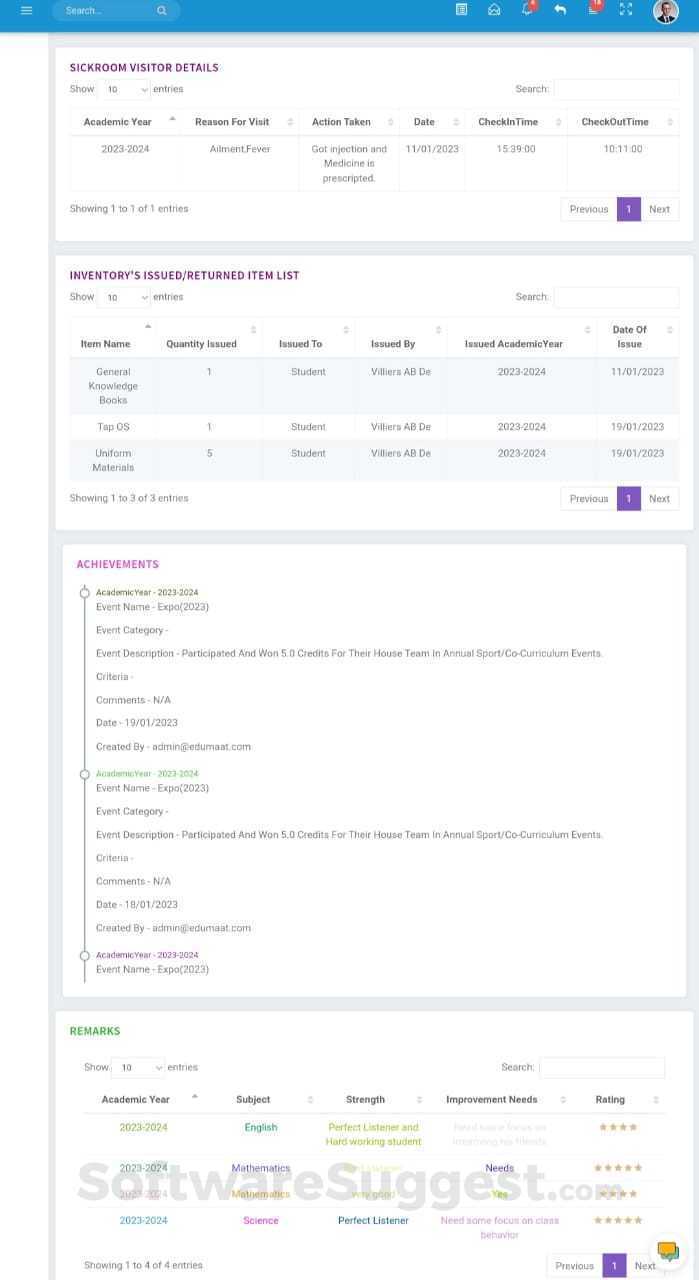 Search...
4
18
SICKROOM VISITOR DETAILS
Show 10 entries
Search:
Academic Year Reason For Visit Action Taken Date CheckInTime CheckOutTime
2023-2024 Ailment,Fever Got injection and 11/01/2023 15:39:00 10:11:00
Medicine is
prescripted.
Showing 1 to 1 of 1 entries
Previous 1 Next
INVENTORY'S ISSUED/RETURNED ITEM LIST
Show 10 entries
Search:
Date Of
Item Name Quantity Issued Issued To Issued By Issued AcademicYear Issue
General 1 Student Villiers AB De 2023-2024 11/01/2023
Knowledge
Books
Tap OS 1 Student Villiers AB De 2023-2024 19/01/2023
Uniform 5 Student Villiers AB De 2023-2024 19/01/2023
Materials
Showing 1 to 3 of 3 entries
Previous 1 Next
ACHIEVEMENTS
AcademicYear - 2023-2024
Event Name - Expo(2023)
Event Category -
Event Description - Participated And Won 5.0 Credits For Their House Team In Annual Sport/Co-Curriculum Events.
Criteria -
Comments - N/A
Date - 19/01/2023
Created By - admin@edumaat.com
AcademicYear - 2023-2024
Event Name - Expo(2023)
Event Category -
Event Description - Participated And Won 5.0 Credits For Their House Team In Annual Sport/Co-Curriculum Events.
Criteria -
Comments - N/A
Date - 18/01/2023
Created By - admin@edumaat.com
AcademicYear - 2023-2024
Event Name - Expo(2023)
REMARKS
Show 10 entries
Search:
Academic Year Subject Strength Improvement Needs Rating
2023-2024 English Perfect Listener and Need some focus on
Hard working student improving his friends
2023-2024 Mathematics Needs
SoftwareSuggest.com
2023-2024 Mathematics very good Yes
2023-2024 Science Perfect Listener Need some focus on class
behavior
Showing 1 to 4 of 4 entries
Previous 1 Next